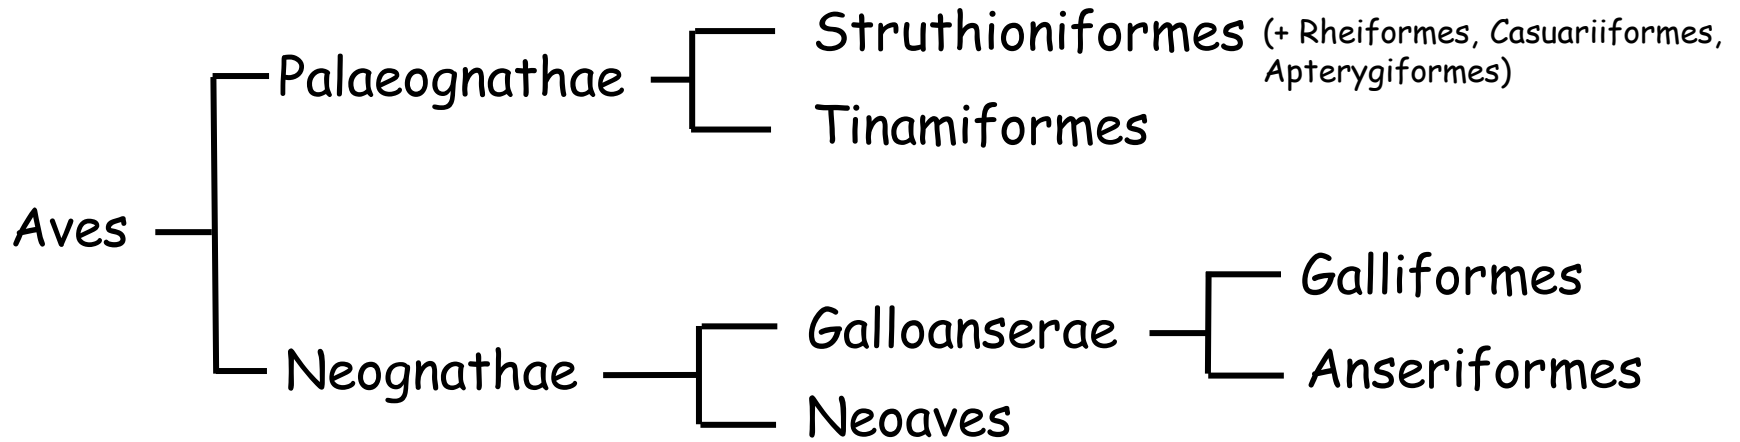 Struthioniformes (+ Rheiformes, Casuariiformes,
Apterygiformes)
Palaeognathae
Tinamiformes
Aves
Galliformes
Galloanserae
Anseriformes
Neognathae
Neoaves